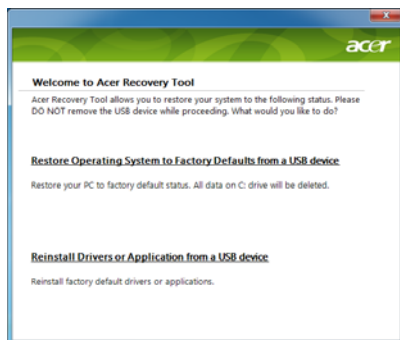 acer
Welcome to Acer Recovery Tool
Acer Recovery Tool allows you to restore your system to the following status. Please
DO NOT remove the USB device while proceeding. What would you like to do?
Restore Operating System to Factory Defaults from a USB device
Restore your PC to factory default status. All data on C: drive will be deleted.
Reinstall Drivers or Application from a USB device
Reinstall factory default drivers or applications.